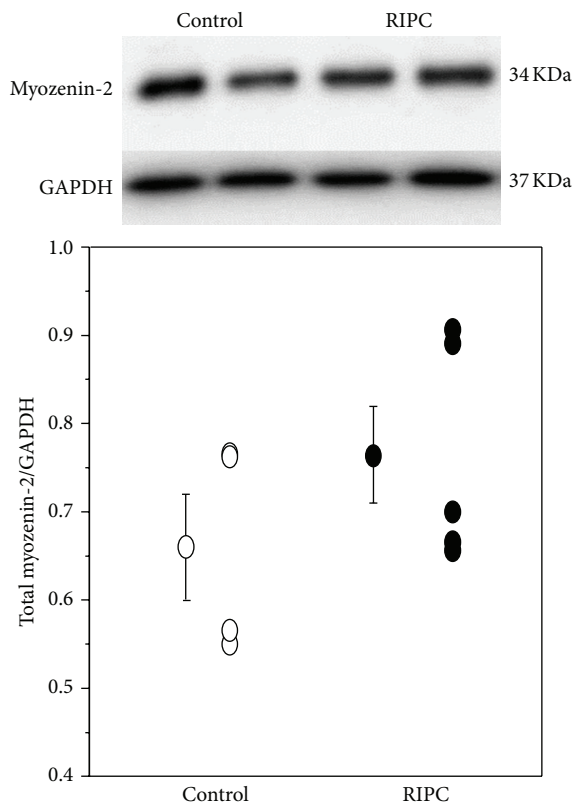 Control RIPC
Myozenin-2 34 KDa
GAPDH 37 KDa
1.0
0.9
0.8
0.7
0.6
0.5
0.4
Total myozenin-2/GAPDH
Control RIPC